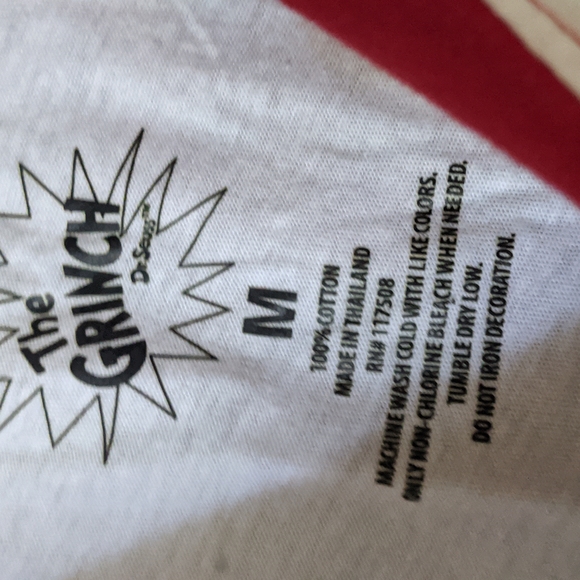 The
GRINCH
Dr. Seuss™
M
100% COTTON
MADE IN THAILAND
RN# 117508
MACHINE WASH COLD WITH LIKE COLORS.
ONLY NON-CHLORINE BLEACH WHEN NEEDED.
TUMBLE DRY LOW.
DO NOT IRON DECORATION.